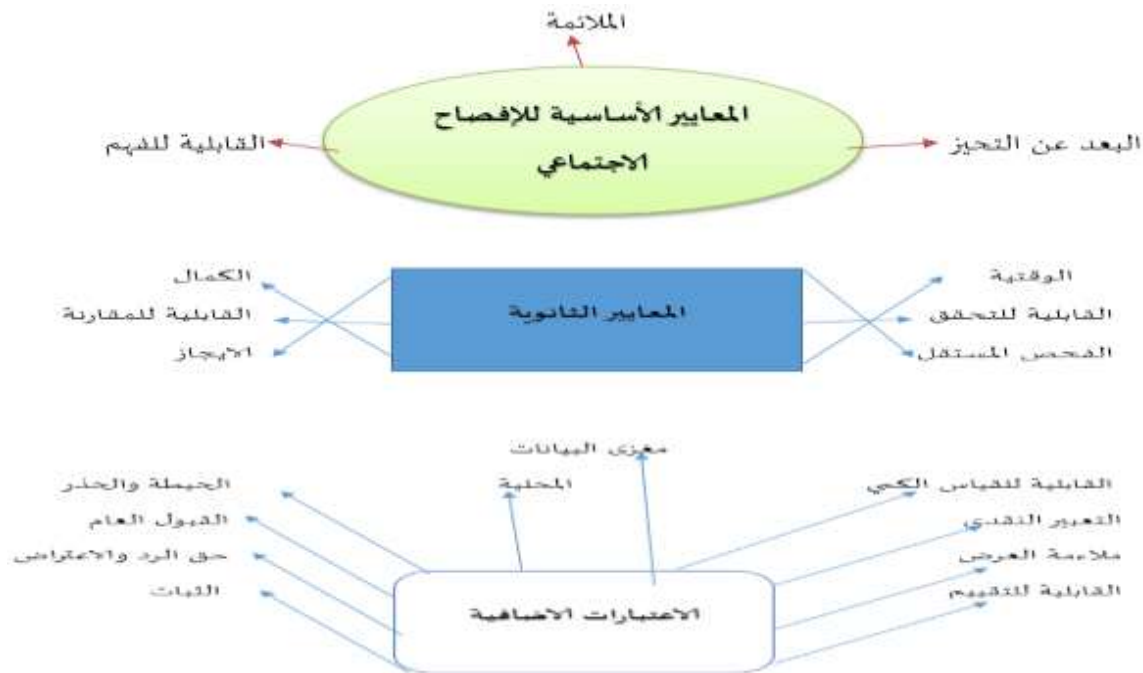 الملائمة
المعايير الأساسية للإفصاح
الاجتماعي
البعد عن التحيز
القابلية للفهم
الوقتية
القابلية للتحقق
الفحص المستقل
المعايير الثانوية
الكمال
القابلية للمقارنة
الايجاز
مغزى البيانات
المحلية
القابلية للقياس الكمي
التعبير النقدي
ملاءمة العرض
القابلية للتقييم
الحيطة والحذر
القبول العام
حق الرد والاعتراض
الثبات
الاعتبارات الاضافية